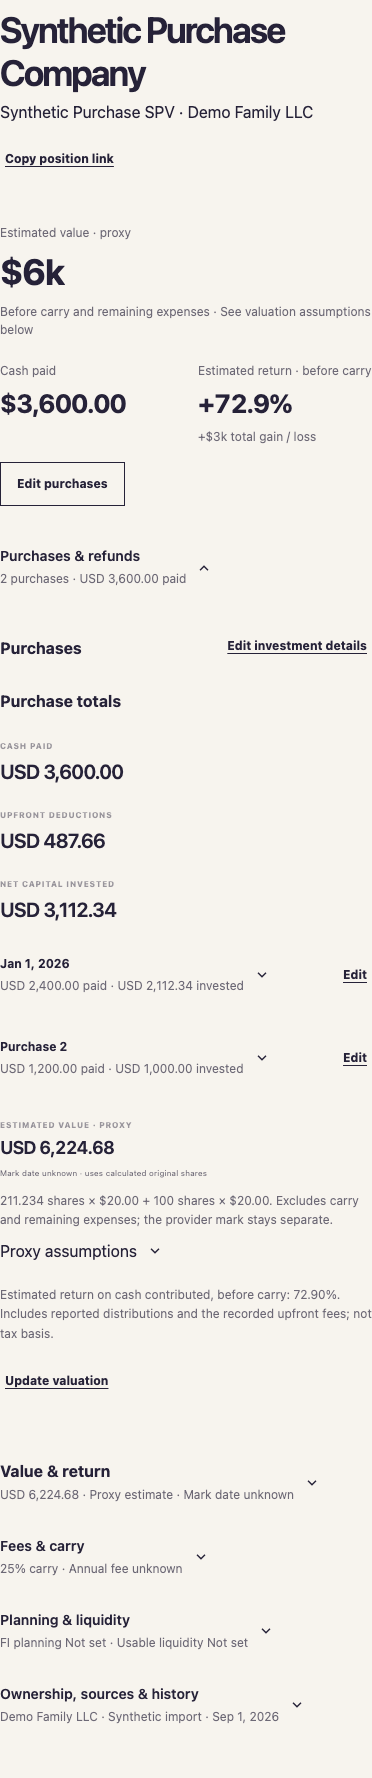 Synthetic Purchase
Company
Synthetic Purchase SPV · Demo Family LLC
Copy position link
Estimated value · proxy
$6k
Before carry and remaining expenses · See valuation assumptions
below
Cash paid
Estimated return · before carry
$3,600.00
+72.9%
+$3k total gain / loss
Edit purchases
Purchases & refunds
2 purchases · USD 3,600.00 paid
Purchases
Edit investment details
Purchase totals
CASH PAID
USD 3,600.00
UPFRONT DEDUCTIONS
USD 487.66
NET CAPITAL INVESTED
USD 3,112.34
Jan 1, 2026
USD 2,400.00 paid · USD 2,112.34 invested
Edit
Purchase 2
USD 1,200.00 paid · USD 1,000.00 invested
Edit
ESTIMATED VALUE · PROXY
USD 6,224.68
Mark date unknown · uses calculated original shares
211.234 shares × $20.00 + 100 shares × $20.00. Excludes carry
and remaining expenses; the provider mark stays separate.
Proxy assumptions
Estimated return on cash contributed, before carry: 72.90%.
Includes reported distributions and the recorded upfront fees; not
tax basis.
Update valuation
Value & return
USD 6,224.68 · Proxy estimate · Mark date unknown
Fees & carry
25% carry · Annual fee unknown
Planning & liquidity
FI planning Not set · Usable liquidity Not set
Ownership, sources & history
Demo Family LLC · Synthetic import · Sep 1, 2026